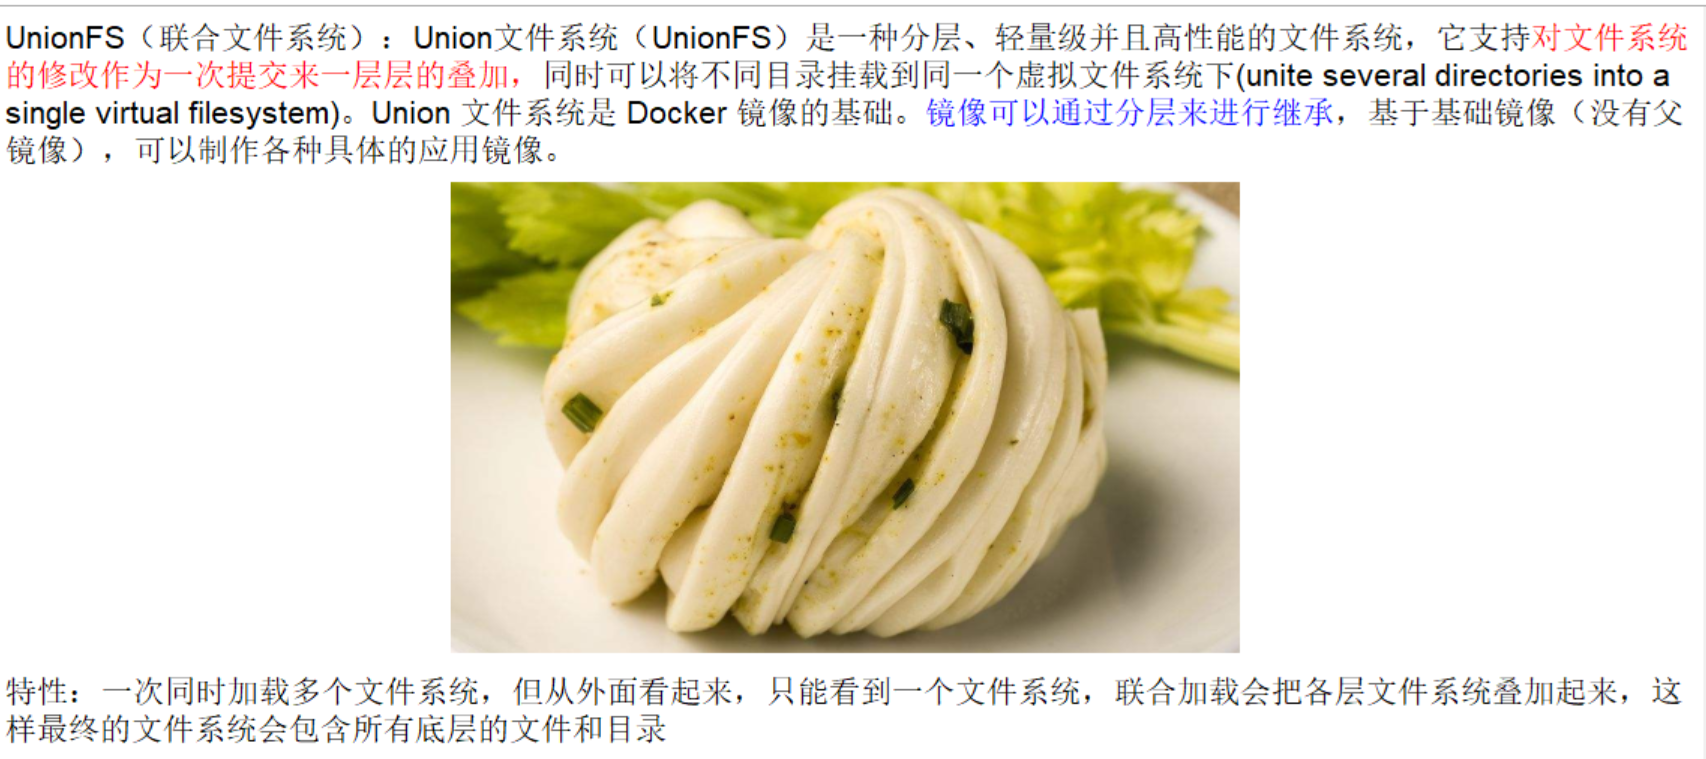 UnionFS（联合文件系统）：Union文件系统（UnionFS）是一种分层、轻量级并且高性能的文件系统，它支持对文件系统
的修改作为一次提交来一层层的叠加，同时可以将不同目录挂载到同一个虚拟文件系统下(unite several directories into a
single virtual filesystem)。Union 文件系统是 Docker 镜像的基础。镜像可以通过分层来进行继承，基于基础镜像（没有父
镜像），可以制作各种具体的应用镜像。
特性：一次同时加载多个文件系统，但从外面看起来，只能看到一个文件系统，联合加载会把各层文件系统叠加起来，这
样最终的文件系统会包含所有底层的文件和目录